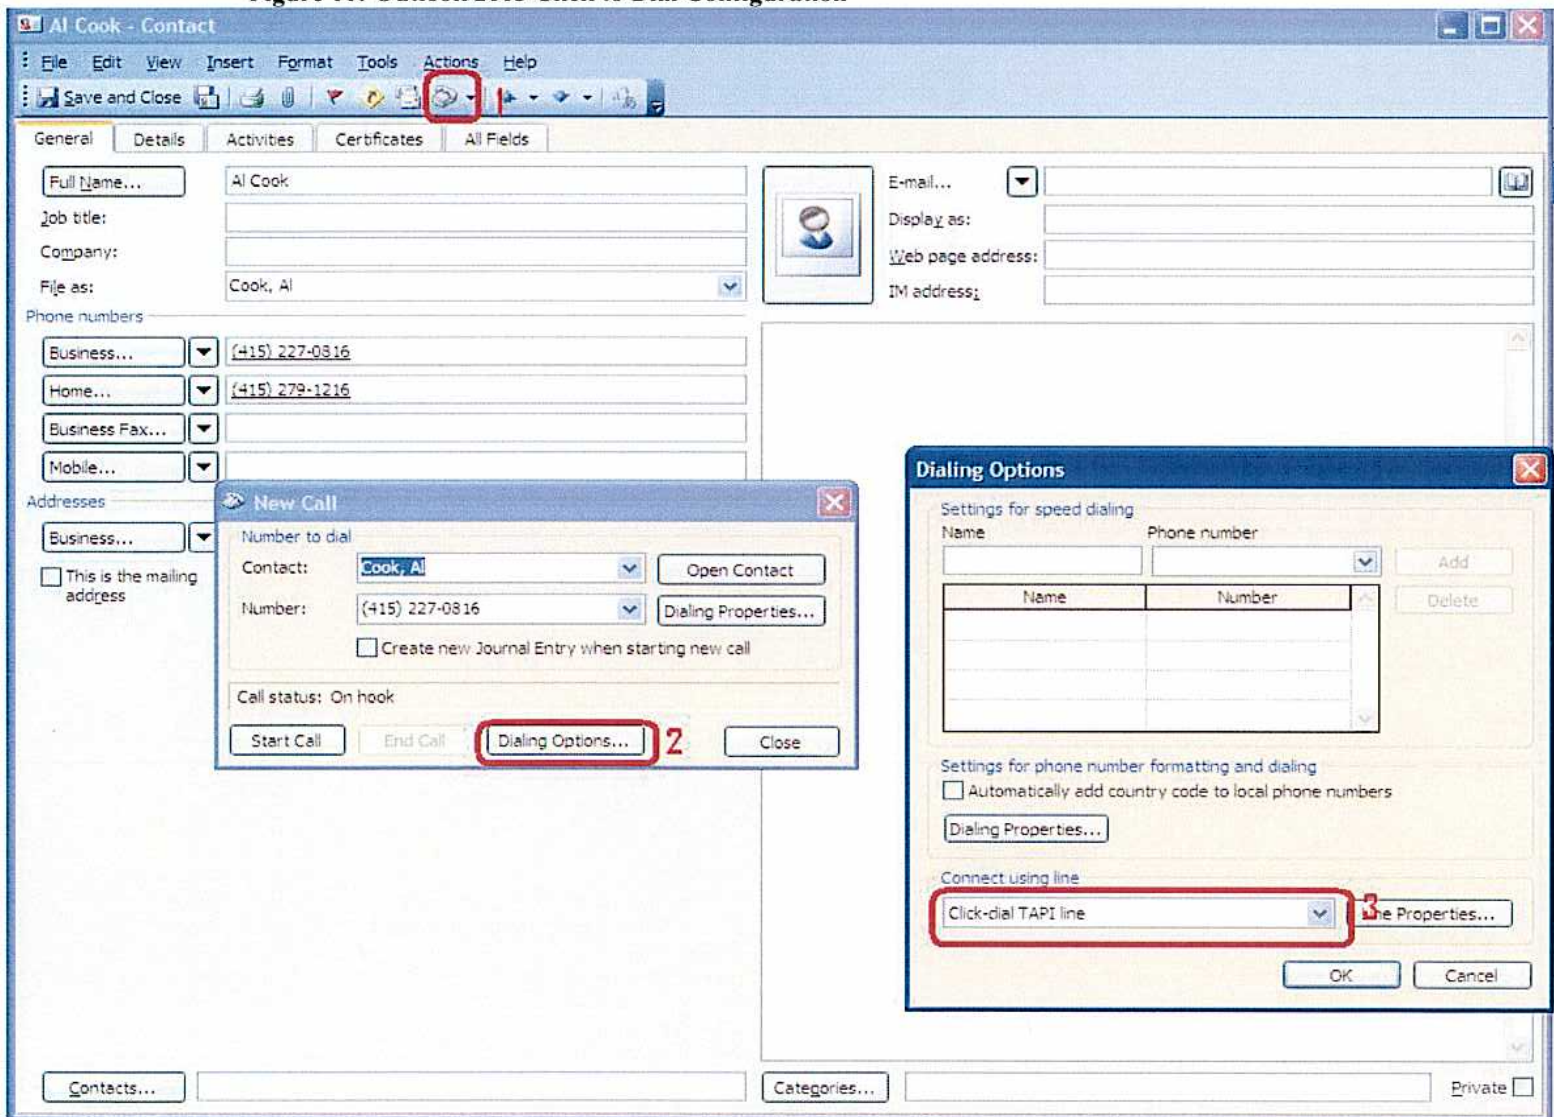 Al Cook - Contact
File Edit View Insert Format Tools Actions Help
Save and Close 1
General Details Activities Certificates All Fields
Full Name... Al Cook
Job title:
Company:
File as: Cook, Al
E-mail...
Display as:
Web page address:
IM address:
Phone numbers
Business... (415) 227-0816
Home... (415) 279-1216
Business Fax...
Mobile...
Addresses
Business...
This is the mailing
address
New Call
Number to dial
Contact: Cook, Al Open Contact
Number: (415) 227-0816 Dialing Properties...
Create new Journal Entry when starting new call
Call status: On hook
Start Call End Call Dialing Options... 2 Close
Dialing Options
Settings for speed dialing
Name Phone number
Add
Name Number Delete
Settings for phone number formatting and dialing
Automatically add country code to local phone numbers
Dialing Properties...
Connect using line
Click-dial TAPI line 3 ne Properties...
OK Cancel
Contacts... Categories... Private